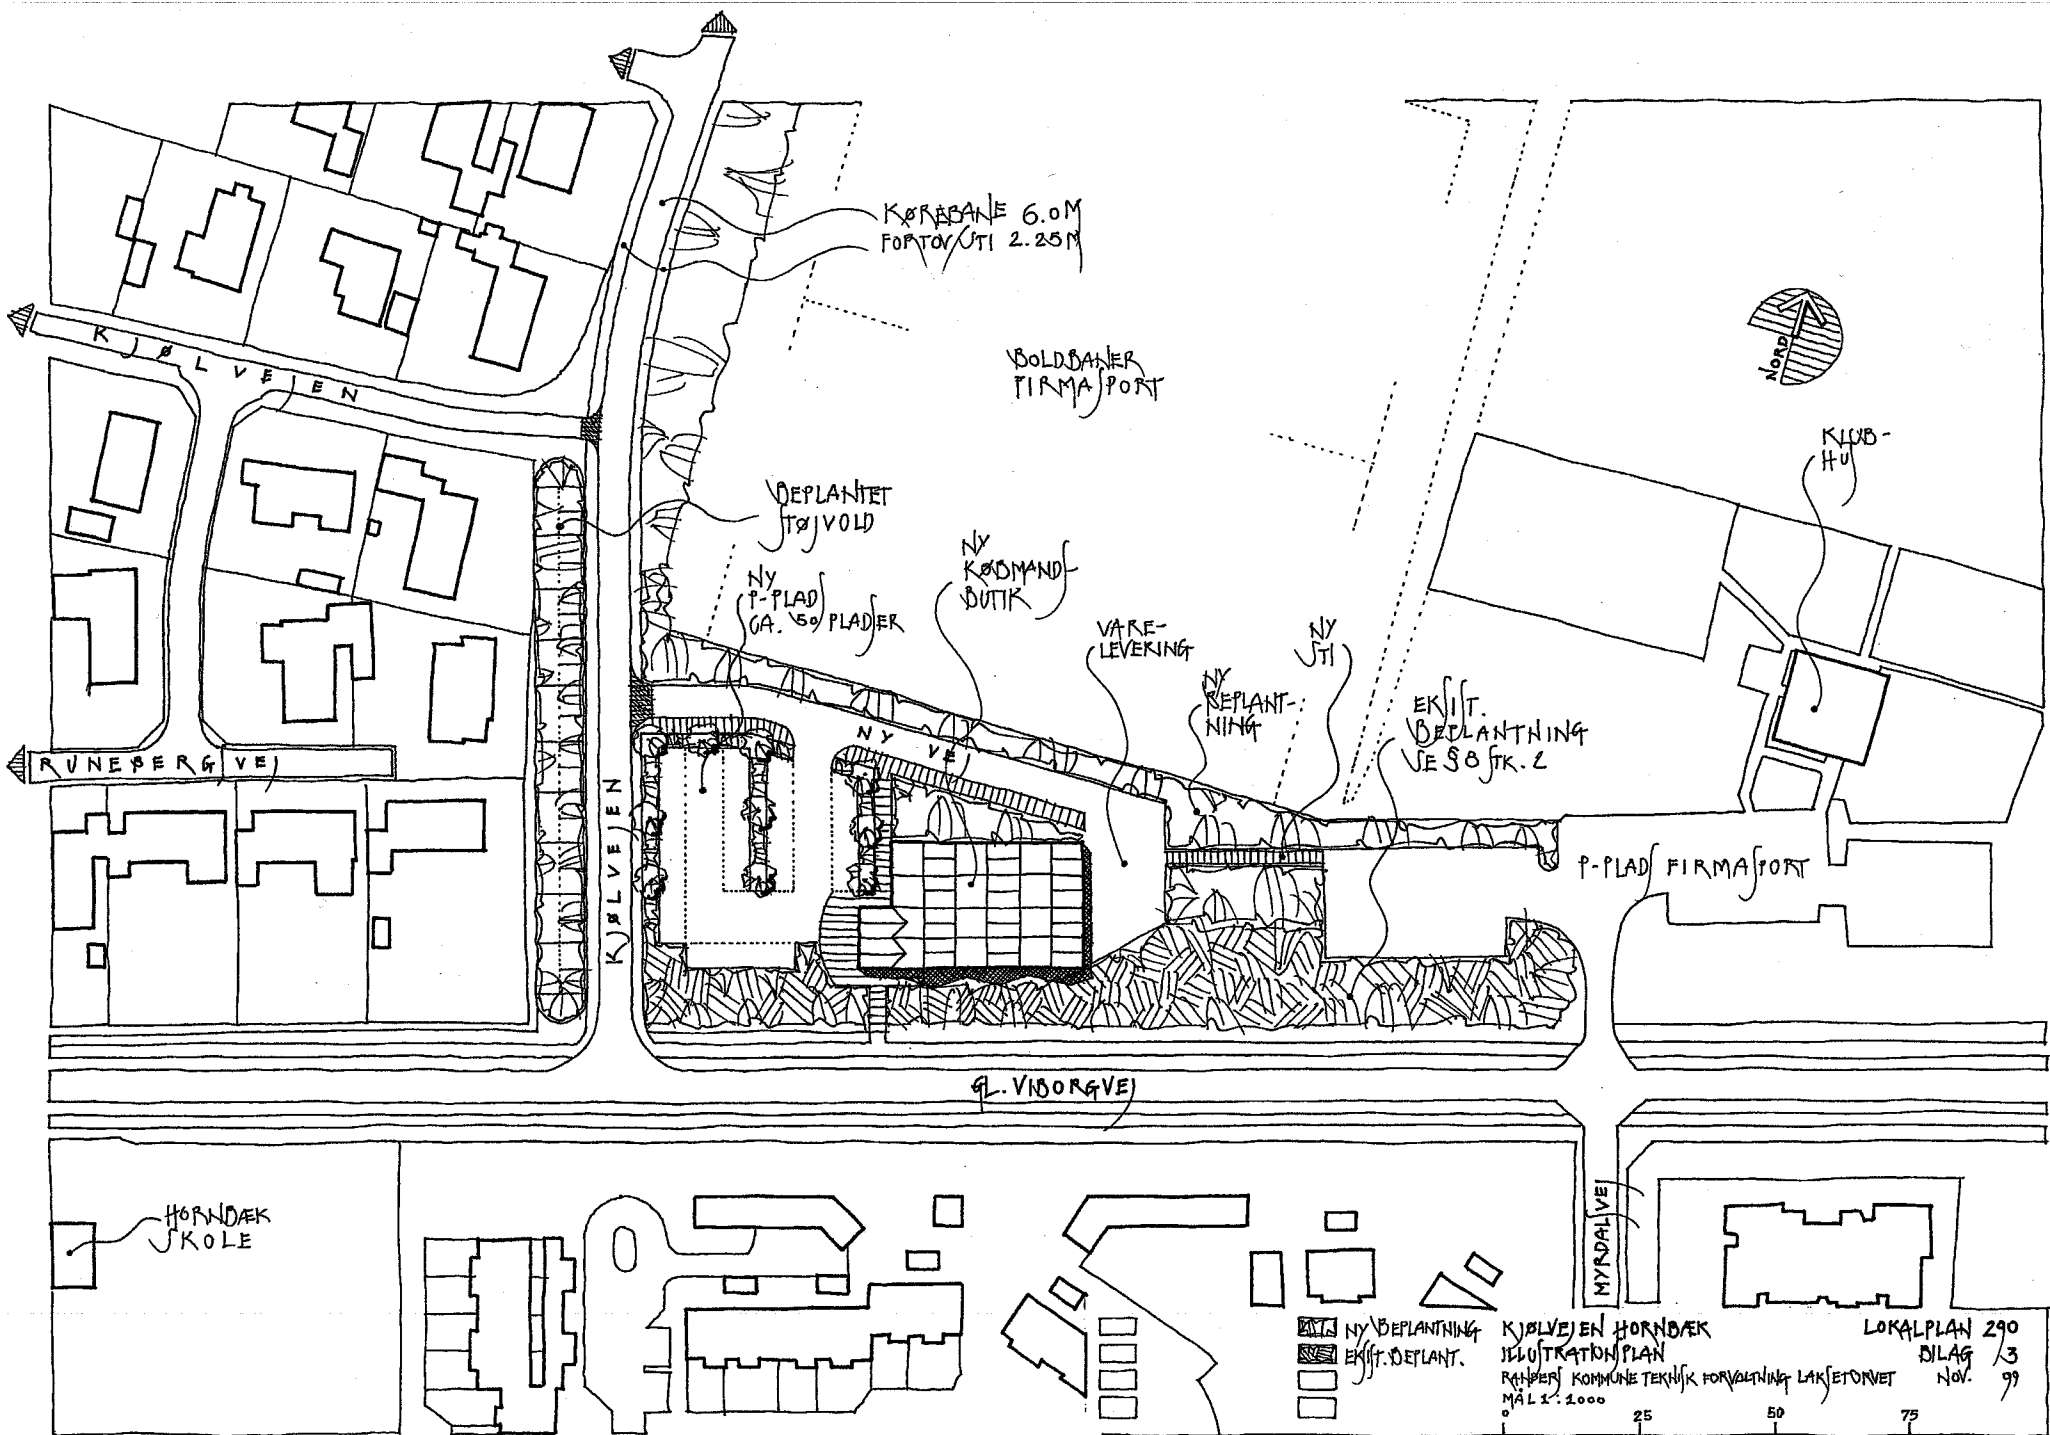 KØREBANE 6.0M
FORTOV/STI 2.25M
NORD
KJØLVEJEN
BOLDBANER
FIRMASPORT
KLUB-
HUS
BEPLANTET
STØJVOLD
NY
KØBMANDS-
BUTIK
NY
P-PLADS
CA. 50 PLADSER
VARE-
LEVERING
NY
STI
NY
BEPLANT-
NING
EKSIST.
BEPLANTNING
SE § 8 STK. 2
NY VEJ
RUNEBERGSVEJ
KJØLVEJEN
P-PLADS FIRMASPORT
GL. VIBORGVEJ
HORNBÆK
SKOLE
MYRDALSVEJ
NY BEPLANTNING
EKSIST. BEPLANT.
KJØLVEJEN HORNBÆK
ILLUSTRATIONSPLAN
RANDERS KOMMUNE TEKNISK FORVALTNING LAKSETORVET
MÅL 1:1000
LOKALPLAN 290
BILAG 3
NOV. 99
0 25 50 75